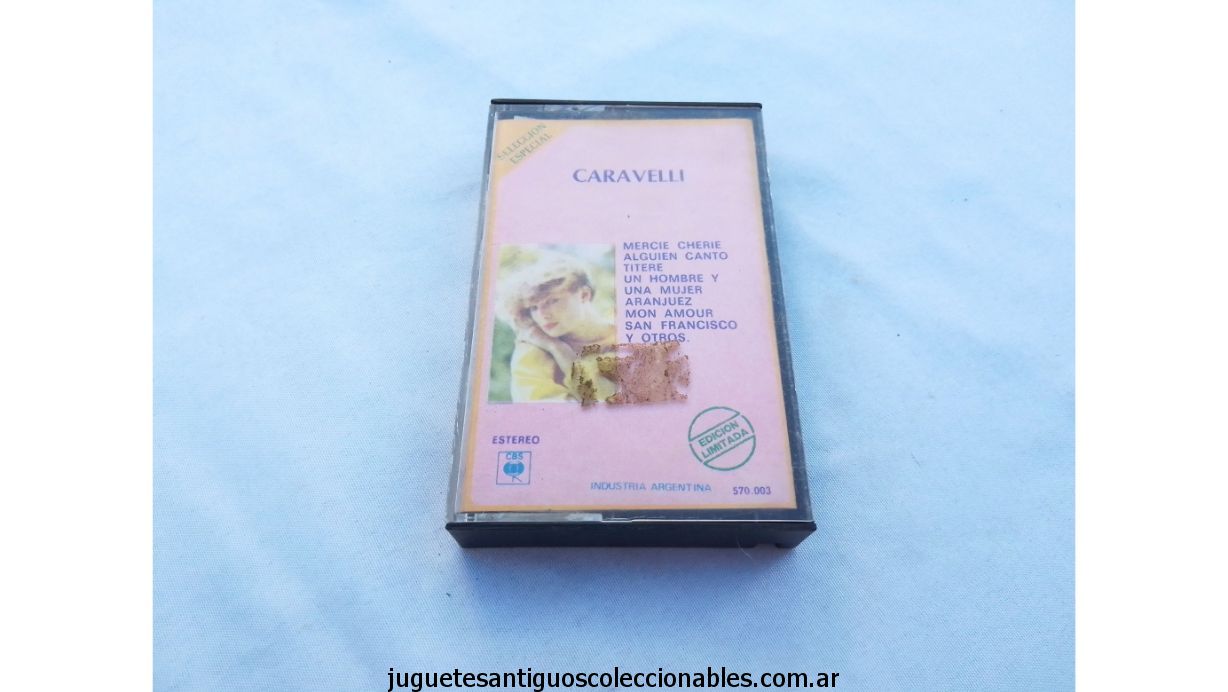 SELECCION
ESPECIAL
CARAVELLI
MERCIE CHERIE
ALGUIEN CANTO
TITERE
UN HOMBRE Y
UNA MUJER
ARANJUEZ
MON AMOUR
SAN FRANCISCO
Y OTROS.
ESTEREO
CBS
EDICION
LIMITADA
INDUSTRIA ARGENTINA
570.003
juguetesantiguoscoleccionables.com.ar